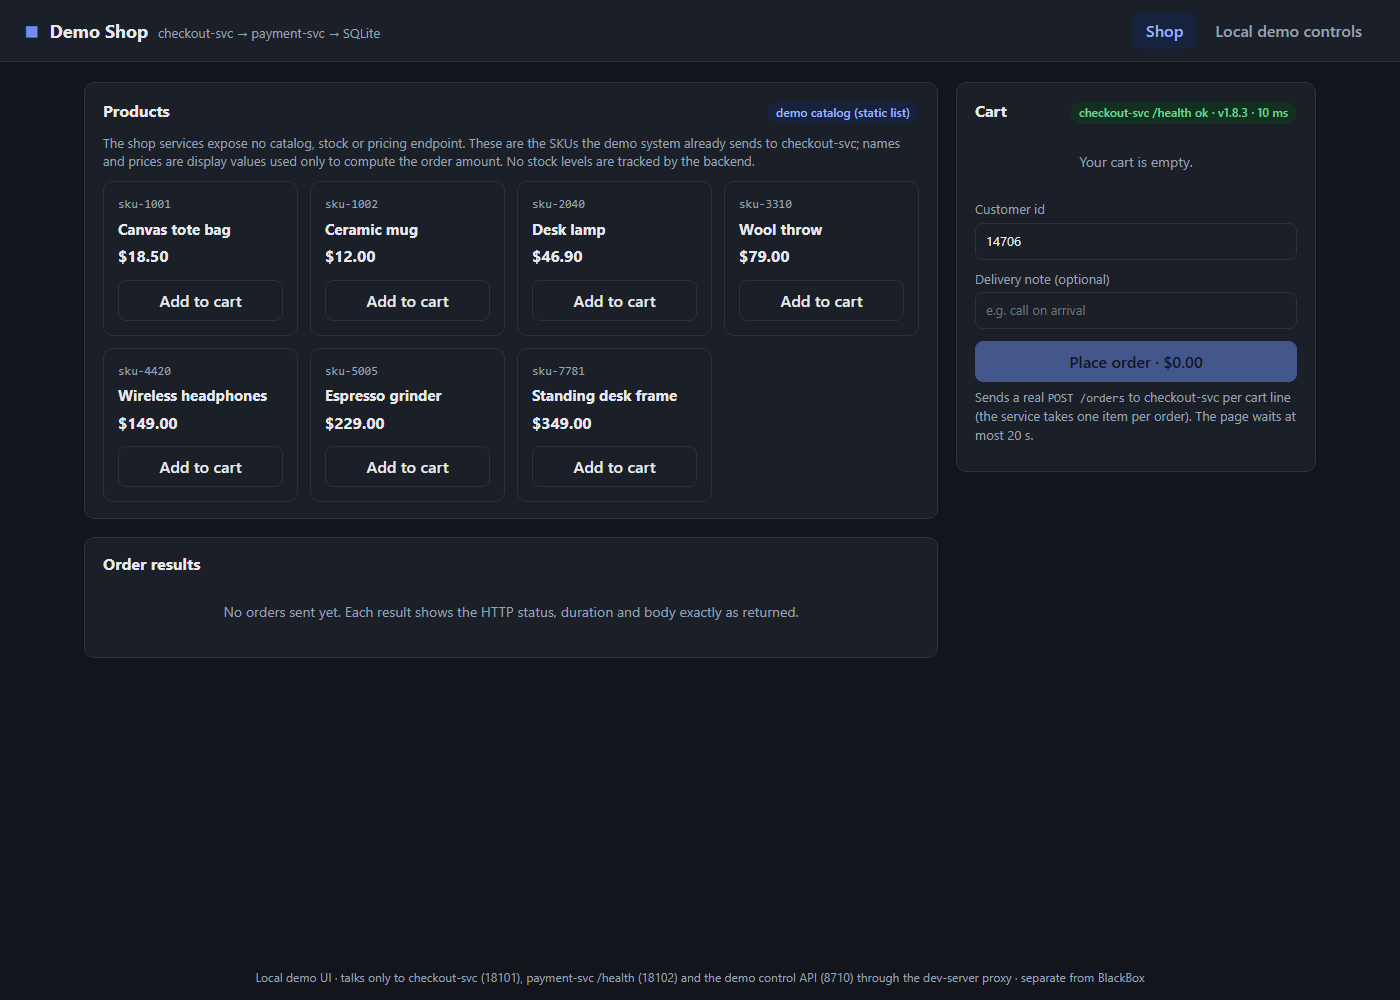 Demo Shop checkout-svc → payment-svc → SQLite
Shop
Local demo controls
Products
demo catalog (static list)
The shop services expose no catalog, stock or pricing endpoint. These are the SKUs the demo system already sends to checkout-svc; names
and prices are display values used only to compute the order amount. No stock levels are tracked by the backend.
sku-1001
Canvas tote bag
$18.50
Add to cart
sku-1002
Ceramic mug
$12.00
Add to cart
sku-2040
Desk lamp
$46.90
Add to cart
sku-3310
Wool throw
$79.00
Add to cart
sku-4420
Wireless headphones
$149.00
Add to cart
sku-5005
Espresso grinder
$229.00
Add to cart
sku-7781
Standing desk frame
$349.00
Add to cart
Order results
No orders sent yet. Each result shows the HTTP status, duration and body exactly as returned.
Cart
checkout-svc /health ok · v1.8.3 · 10 ms
Your cart is empty.
Customer id
14706
Delivery note (optional)
e.g. call on arrival
Place order · $0.00
Sends a real POST /orders to checkout-svc per cart line
(the service takes one item per order). The page waits at
most 20 s.
Local demo UI · talks only to checkout-svc (18101), payment-svc /health (18102) and the demo control API (8710) through the dev-server proxy · separate from BlackBox